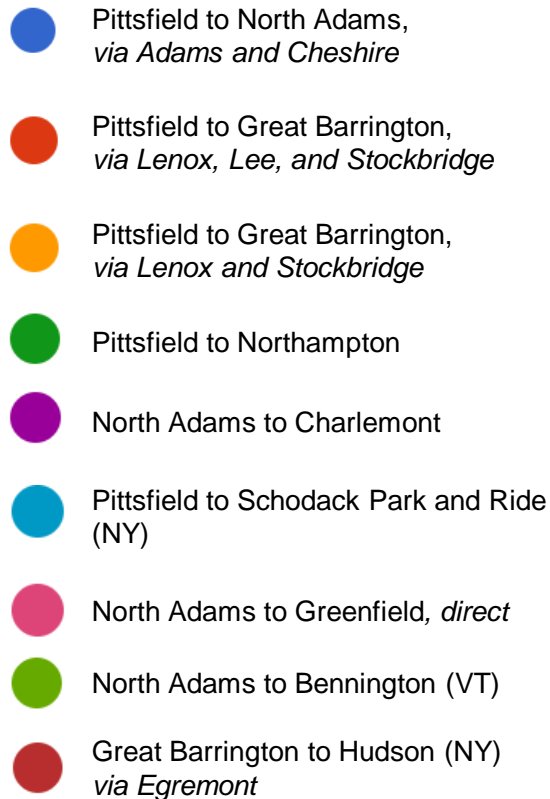 Pittsfield to North Adams,
via Adams and Cheshire
Pittsfield to Great Barrington,
via Lenox, Lee, and Stockbridge
Pittsfield to Great Barrington,
via Lenox and Stockbridge
Pittsfield to Northampton
North Adams to Charlemont
Pittsfield to Schodack Park and Ride
(NY)
North Adams to Greenfield, direct
North Adams to Bennington (VT)
Great Barrington to Hudson (NY)
via Egremont